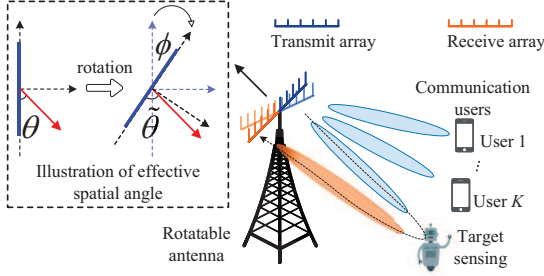 ϕ
rotation
θ
θ̃
Illustration of effective
spatial angle
Transmit array
Receive array
Communication
users
User 1
User K
Rotatable
antenna
Target
sensing